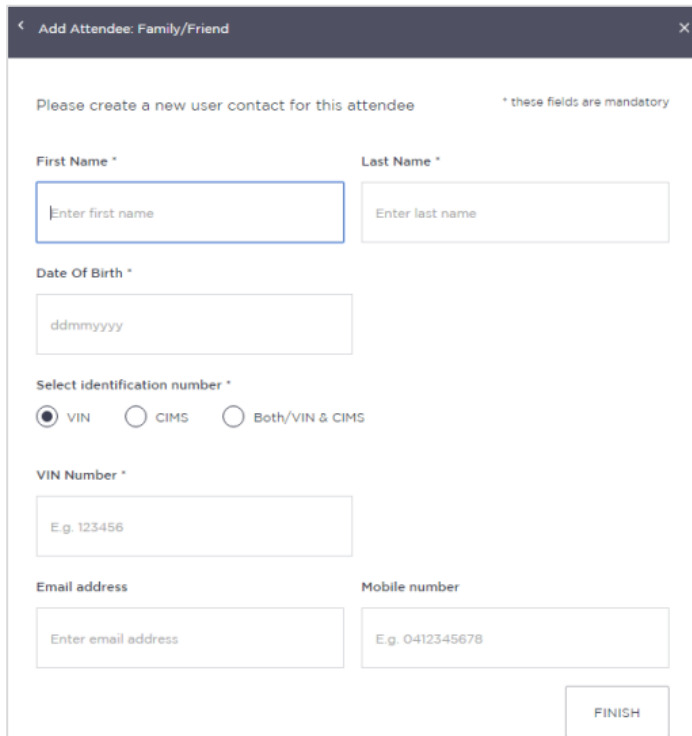 Add Attendee: Family/Friend
Please create a new user contact for this attendee
* these fields are mandatory
First Name *
Last Name *
Enter first name
Enter last name
Date Of Birth *
ddmmyyyy
Select identification number *
VIN
CIMS
Both/VIN & CIMS
VIN Number *
E.g. 123456
Email address
Mobile number
Enter email address
E.g. 0412345678
FINISH